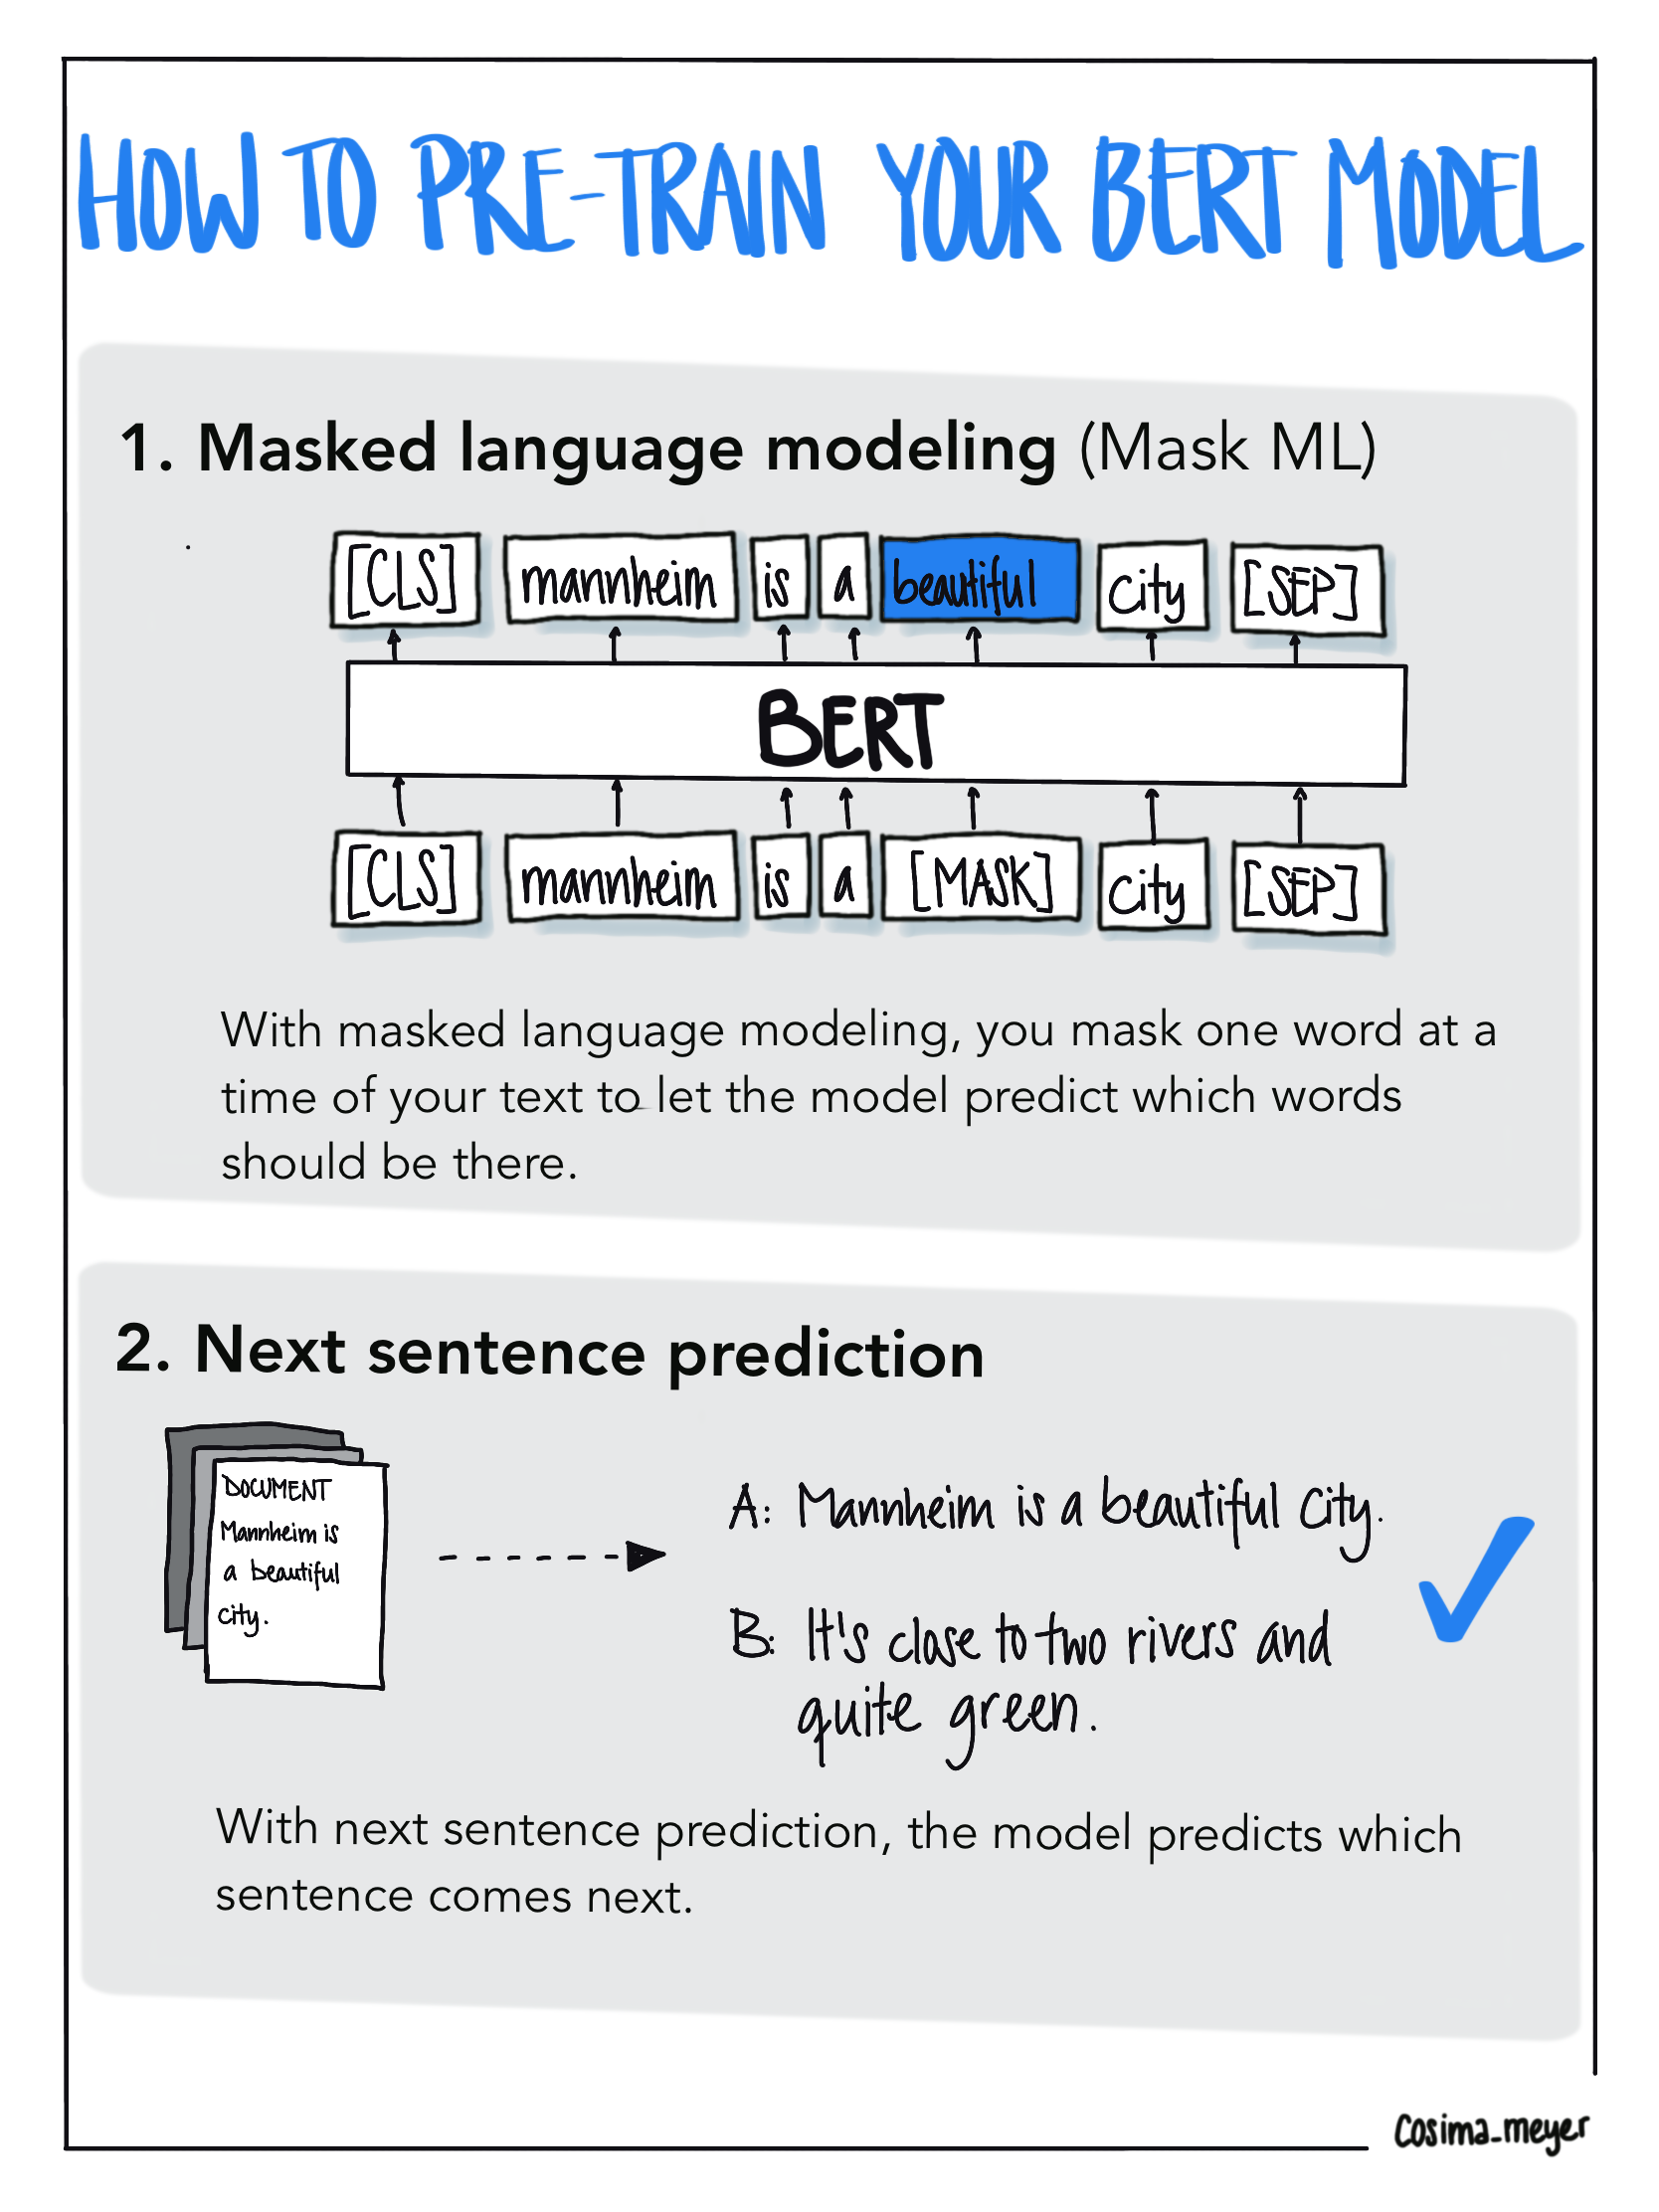 HOW TO PRE-TRAIN YOUR BERT MODEL
1. Masked language modeling (Mask ML)
[CLS] mannheim is a beautiful city [SEP]
BERT
[CLS] mannheim is a [MASK] city [SEP]
With masked language modeling, you mask one word at a
time of your text to let the model predict which words
should be there.
2. Next sentence prediction
DOCUMENT
Mannheim is
a beautiful
city.
A: Mannheim is a beautiful city.
B: It's close to two rivers and
quite green.
With next sentence prediction, the model predicts which
sentence comes next.
cosima_meyer